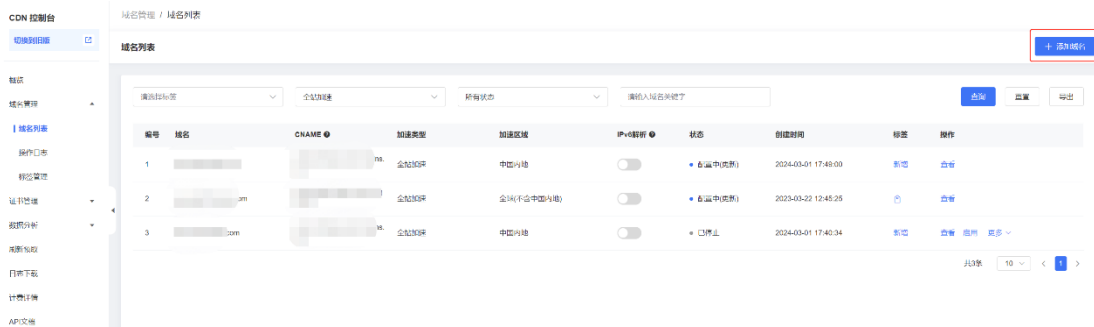 CDN 控制台
域名管理 / 域名列表
切换到旧版
域名列表
+ 添加域名
概览
域名管理
请选择标签
全站加速
所有状态
请输入域名关键字
查询
重置
导出
域名列表
编号 域名 CNAME 加速类型 加速区域 IPv6解析 状态 创建时间 标签 操作
操作日志
1 ns. 全站加速 中国内地 配置中(更新) 2024-03-01 17:49:00 新增 查看
标签管理
证书管理
2 om 全站加速 全球(不含中国内地) 配置中(更新) 2023-03-22 12:45:25 查看
数据分析
3 com ns. 全站加速 中国内地 已停止 2024-03-01 17:40:34 新增 查看 启用 更多
刷新预取
共3条 10 < 1 >
日志下载
计费详情
API文档